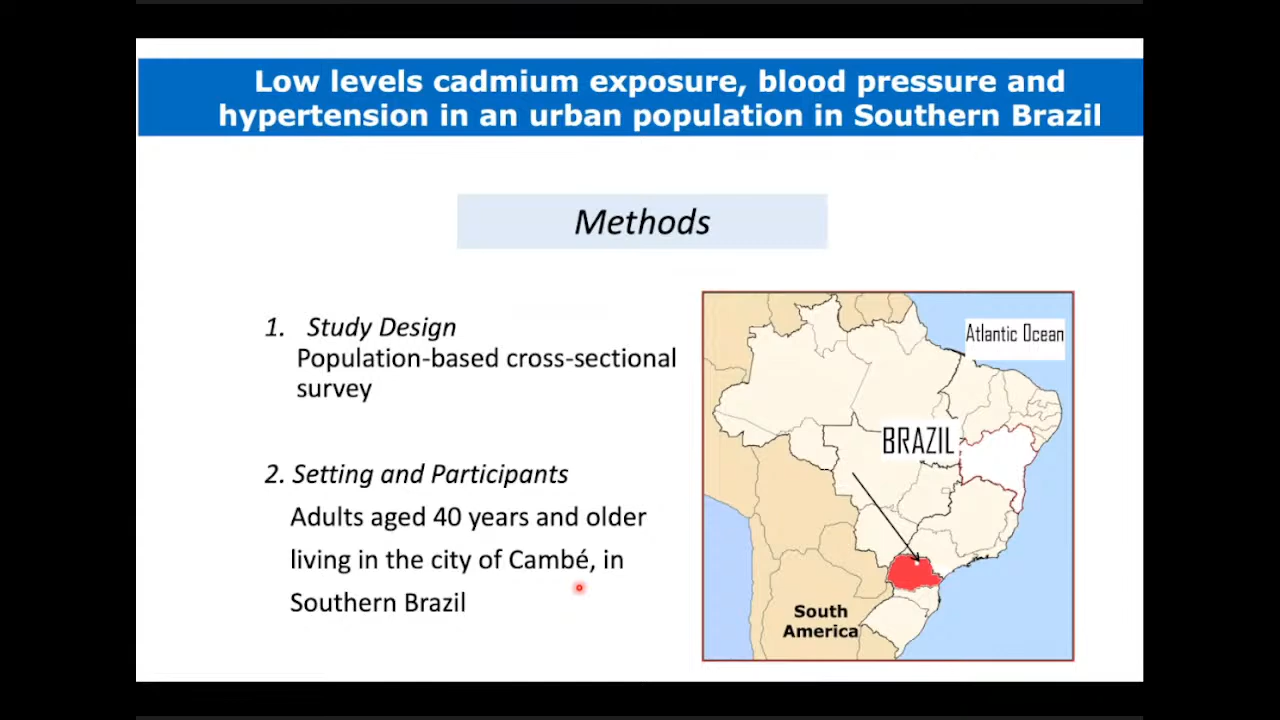 Low levels cadmium exposure, blood pressure and
hypertension in an urban population in Southern Brazil
Methods
1. Study Design
Population-based cross-sectional
survey
2. Setting and Participants
Adults aged 40 years and older
living in the city of Cambé, in
Southern Brazil
Atlantic Ocean
BRAZIL
South
America